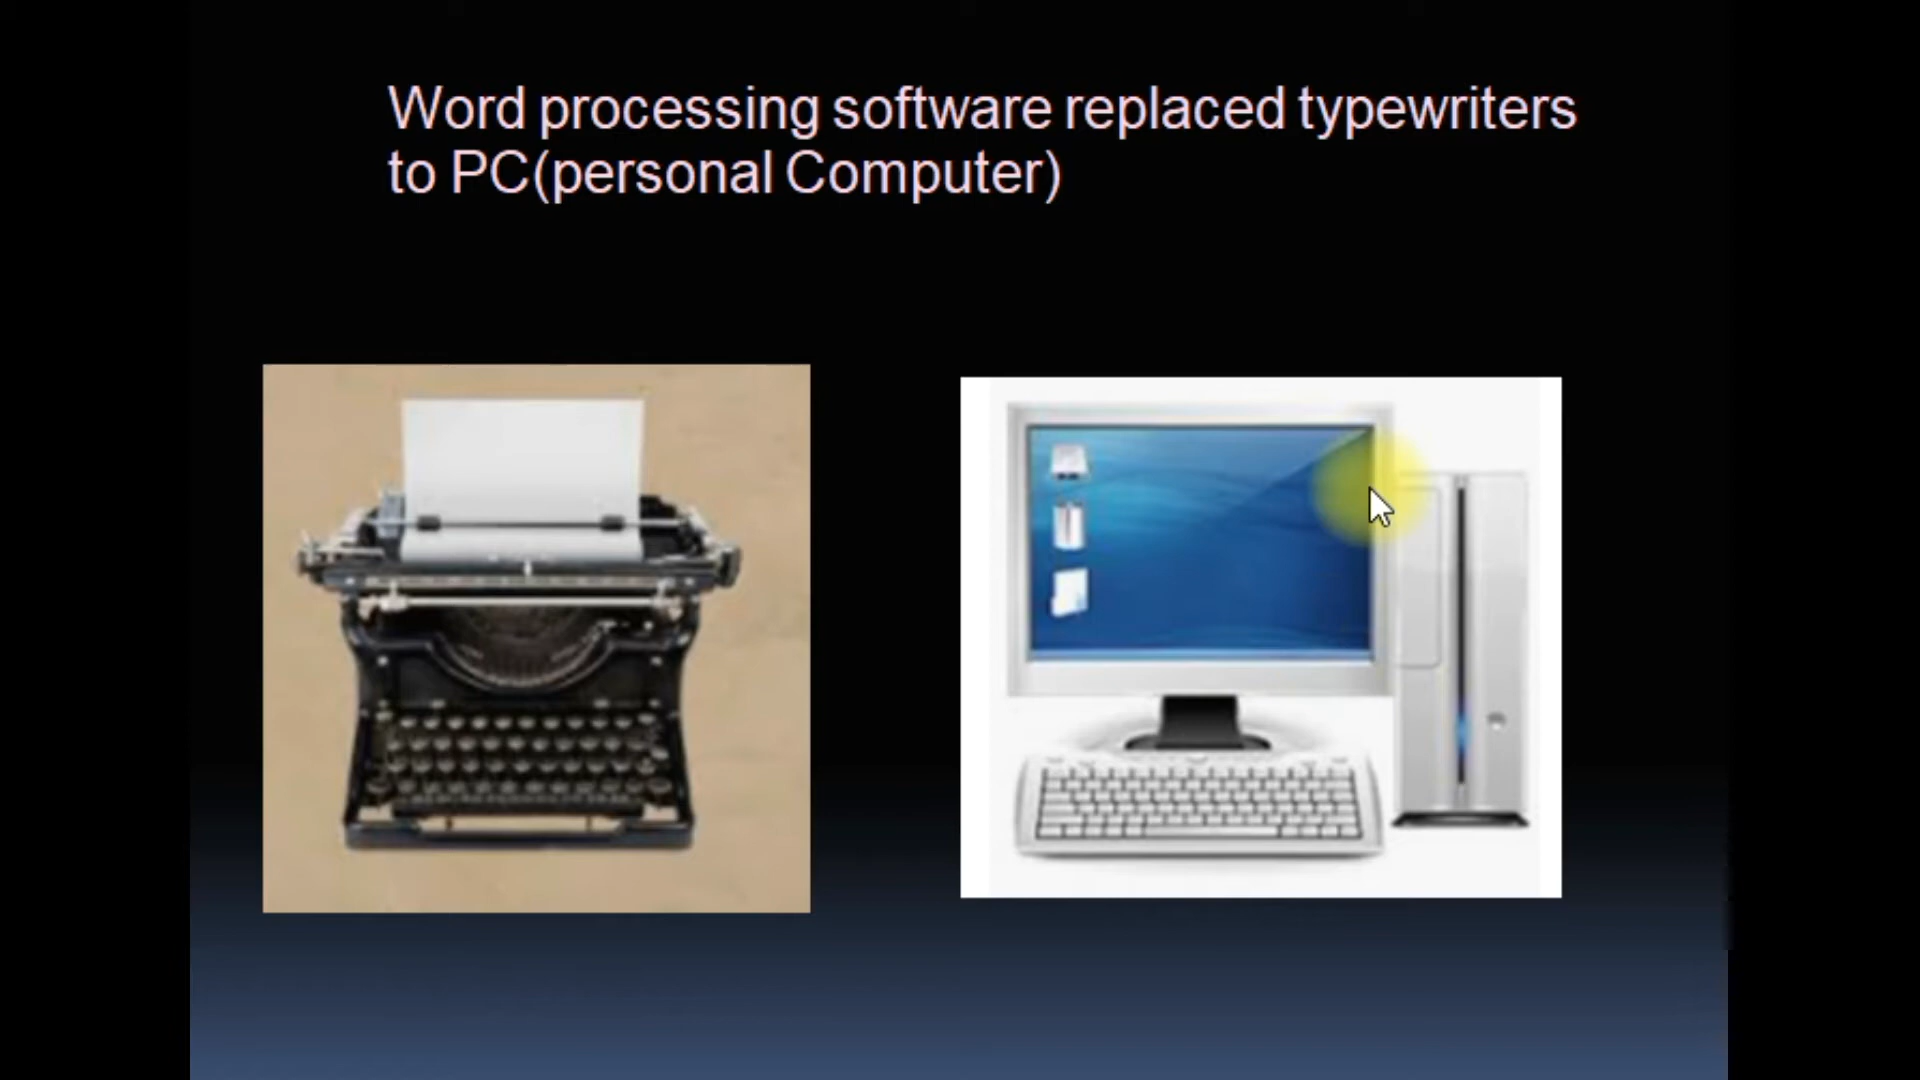 Word processing software replaced typewriters
to PC(personal Computer)